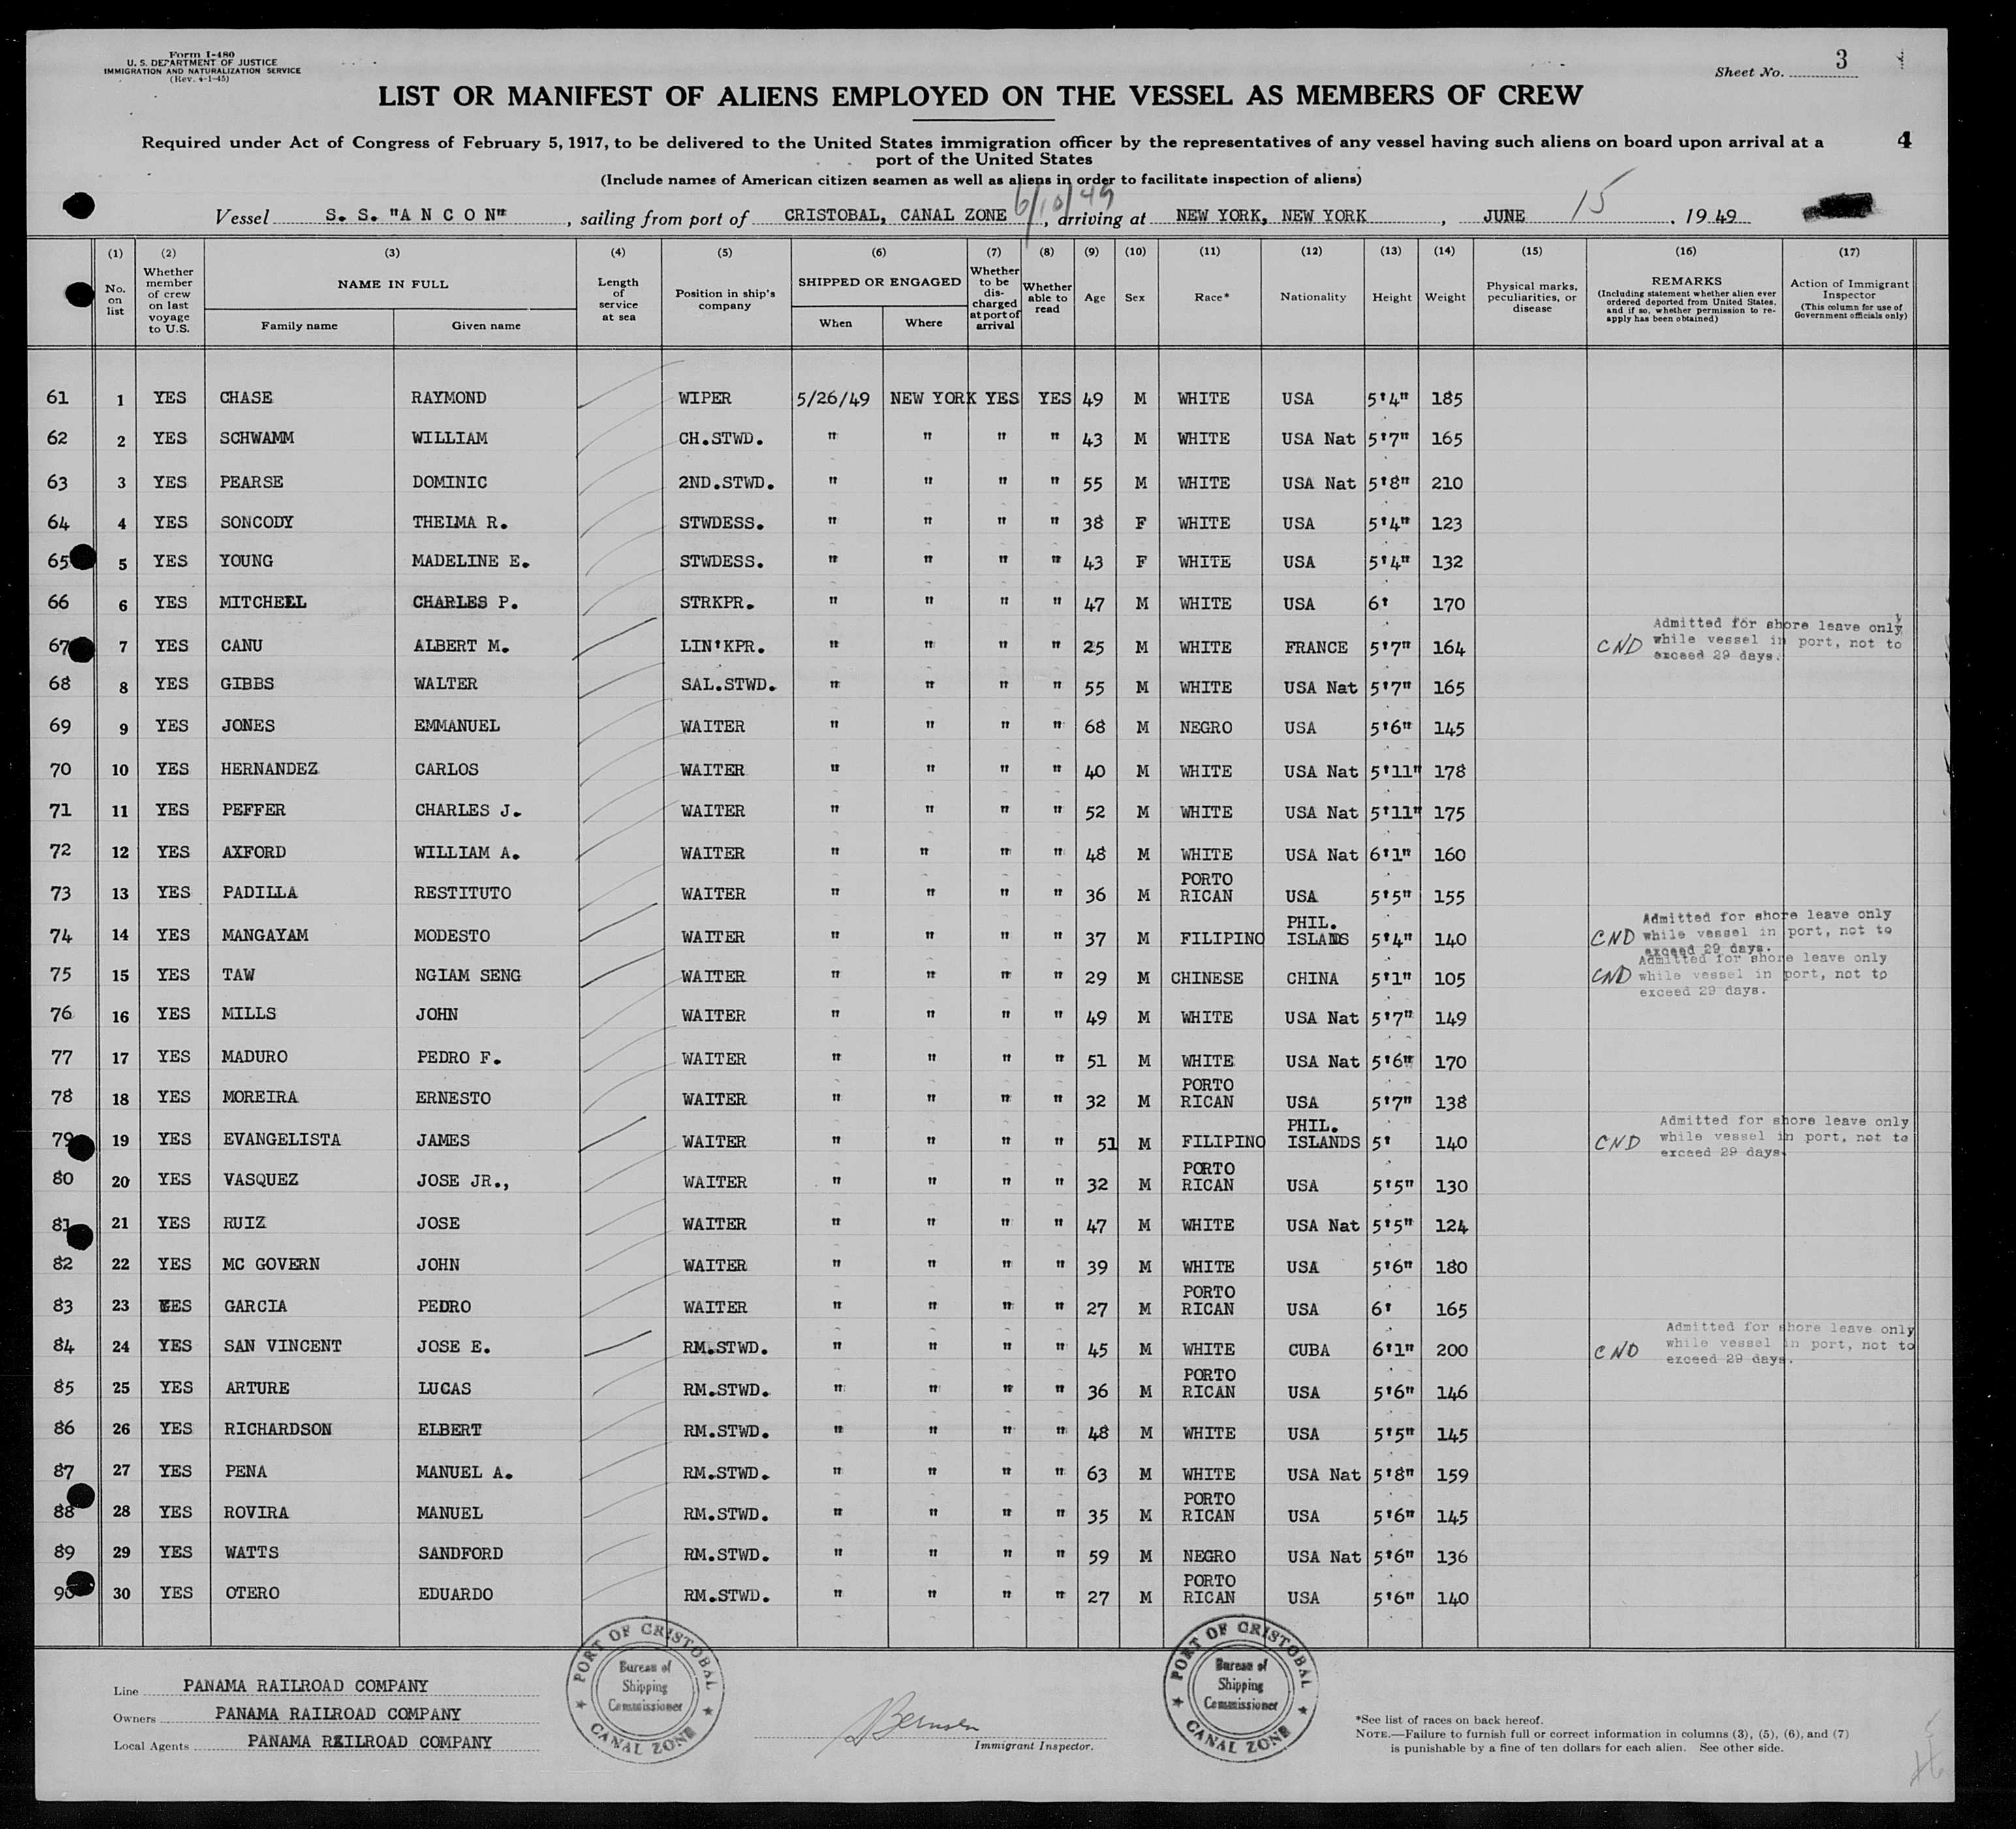 Form I-480
U. S. DEPARTMENT OF JUSTICE
IMMIGRATION AND NATURALIZATION SERVICE
(Rev. 4-1-45)
Sheet No. 3
LIST OR MANIFEST OF ALIENS EMPLOYED ON THE VESSEL AS MEMBERS OF CREW
Required under Act of Congress of February 5, 1917, to be delivered to the United States immigration officer by the representatives of any vessel having such aliens on board upon arrival at a
port of the United States
4
(Include names of American citizen seamen as well as aliens in order to facilitate inspection of aliens)
6/10/49
Vessel S. S. "A N C O N" , sailing from port of CRISTOBAL, CANAL ZONE , arriving at NEW YORK, NEW YORK , JUNE 15 , 1949
(1) No. on list
(2) Whether member of crew on last voyage to U.S.
(3) NAME IN FULL Family name Given name
(4) Length of service at sea
(5) Position in ship's company
(6) SHIPPED OR ENGAGED When Where
(7) Whether to be discharged at port of arrival
(8) Whether able to read
(9) Age
(10) Sex
(11) Race*
(12) Nationality
(13) Height
(14) Weight
(15) Physical marks, peculiarities, or disease
(16) REMARKS (Including statement whether alien ever ordered deported from United States, and if so, whether permission to re-apply has been obtained)
(17) Action of Immigrant Inspector (This column for use of Government officials only)
61 1 YES CHASE RAYMOND WIPER 5/26/49 NEW YORK YES YES 49 M WHITE USA 5'4" 185
62 2 YES SCHWAMM WILLIAM CH.STWD. " " " " 43 M WHITE USA Nat 5'7" 165
63 3 YES PEARSE DOMINIC 2ND.STWD. " " " " 55 M WHITE USA Nat 5'8" 210
64 4 YES SONCODY THELMA R. STWDESS. " " " " 38 F WHITE USA 5'4" 123
65 5 YES YOUNG MADELINE E. STWDESS. " " " " 43 F WHITE USA 5'4" 132
66 6 YES MITCHELL CHARLES P. STRKPR. " " " " 47 M WHITE USA 6' 170
67 7 YES CANU ALBERT M. LIN'KPR. " " " " 25 M WHITE FRANCE 5'7" 164 CND Admitted for shore leave only while vessel in port, not to exceed 29 days.
68 8 YES GIBBS WALTER SAL.STWD. " " " " 55 M WHITE USA Nat 5'7" 165
69 9 YES JONES EMMANUEL WAITER " " " " 68 M NEGRO USA 5'6" 145
70 10 YES HERNANDEZ CARLOS WAITER " " " " 40 M WHITE USA Nat 5'11" 178
71 11 YES PEFFER CHARLES J. WAITER " " " " 52 M WHITE USA Nat 5'11" 175
72 12 YES AXFORD WILLIAM A. WAITER " " " " 48 M WHITE USA Nat 6'1" 160
73 13 YES PADILLA RESTITUTO WAITER " " " " 36 M PORTO RICAN USA 5'5" 155
74 14 YES MANGAYAM MODESTO WAITER " " " " 37 M FILIPINO PHIL. ISLANDS 5'4" 140 CND Admitted for shore leave only while vessel in port, not to exceed 29 days.
75 15 YES TAW NGIAM SENG WAITER " " " " 29 M CHINESE CHINA 5'1" 105 CND Admitted for shore leave only while vessel in port, not to exceed 29 days.
76 16 YES MILLS JOHN WAITER " " " " 49 M WHITE USA Nat 5'7" 149
77 17 YES MADURO PEDRO F. WAITER " " " " 51 M WHITE USA Nat 5'6" 170
78 18 YES MOREIRA ERNESTO WAITER " " " " 32 M PORTO RICAN USA 5'7" 138
79 19 YES EVANGELISTA JAMES WAITER " " " " 51 M FILIPINO PHIL. ISLANDS 5' 140 CND Admitted for shore leave only while vessel in port, not to exceed 29 days.
80 20 YES VASQUEZ JOSE JR., WAITER " " " " 32 M PORTO RICAN USA 5'5" 130
81 21 YES RUIZ JOSE WAITER " " " " 47 M WHITE USA Nat 5'5" 124
82 22 YES MC GOVERN JOHN WAITER " " " " 39 M WHITE USA 5'6" 180
83 23 YES GARCIA PEDRO WAITER " " " " 27 M PORTO RICAN USA 6' 165
84 24 YES SAN VINCENT JOSE E. RM.STWD. " " " " 45 M WHITE CUBA 6'1" 200 CND Admitted for shore leave only while vessel in port, not to exceed 29 days.
85 25 YES ARTURE LUCAS RM.STWD. " " " " 36 M PORTO RICAN USA 5'6" 146
86 26 YES RICHARDSON ELBERT RM.STWD. " " " " 48 M WHITE USA 5'5" 145
87 27 YES PENA MANUEL A. RM.STWD. " " " " 63 M WHITE USA Nat 5'8" 159
88 28 YES ROVIRA MANUEL RM.STWD. " " " " 35 M PORTO RICAN USA 5'6" 145
89 29 YES WATTS SANDFORD RM.STWD. " " " " 59 M NEGRO USA Nat 5'6" 136
90 30 YES OTERO EDUARDO RM.STWD. " " " " 27 M PORTO RICAN USA 5'6" 140
Line PANAMA RAILROAD COMPANY
Owners PANAMA RAILROAD COMPANY
Local Agents PANAMA RAILROAD COMPANY
PORT OF CRISTOBAL Bureau of Shipping Commissioner CANAL ZONE
Immigrant Inspector.
PORT OF CRISTOBAL Bureau of Shipping Commissioner CANAL ZONE
*See list of races on back hereof.
NOTE.—Failure to furnish full or correct information in columns (3), (5), (6), and (7)
is punishable by a fine of ten dollars for each alien. See other side.